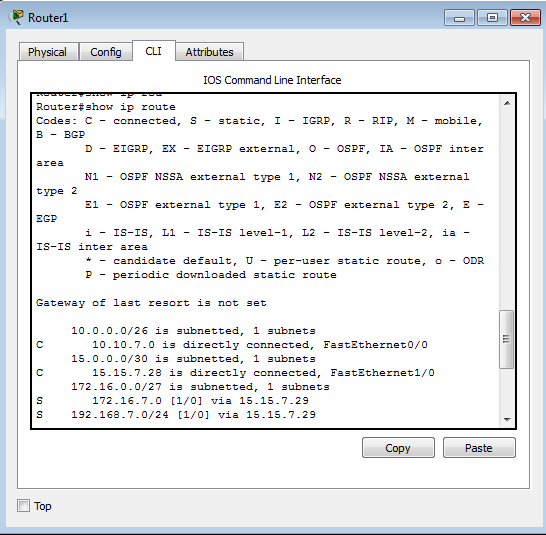 Router1
Physical Config CLI Attributes
IOS Command Line Interface
Router#show ip rou
Router#show ip route
Codes: C - connected, S - static, I - IGRP, R - RIP, M - mobile,
B - BGP
D - EIGRP, EX - EIGRP external, O - OSPF, IA - OSPF inter
area
N1 - OSPF NSSA external type 1, N2 - OSPF NSSA external
type 2
E1 - OSPF external type 1, E2 - OSPF external type 2, E -
EGP
i - IS-IS, L1 - IS-IS level-1, L2 - IS-IS level-2, ia -
IS-IS inter area
* - candidate default, U - per-user static route, o - ODR
P - periodic downloaded static route
Gateway of last resort is not set
10.0.0.0/26 is subnetted, 1 subnets
C 10.10.7.0 is directly connected, FastEthernet0/0
15.0.0.0/30 is subnetted, 1 subnets
C 15.15.7.28 is directly connected, FastEthernet1/0
172.16.0.0/27 is subnetted, 1 subnets
S 172.16.7.0 [1/0] via 15.15.7.29
S 192.168.7.0/24 [1/0] via 15.15.7.29
Copy Paste
Top